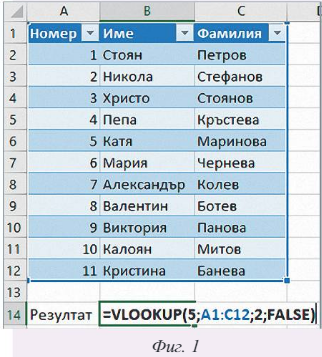 A B C
1 Номер Име Фамилия
2 1 Стоян Петров
3 2 Никола Стефанов
4 3 Христо Стоянов
5 4 Пепа Кръстева
6 5 Катя Маринова
7 6 Мария Чернева
8 7 Александър Колев
9 8 Валентин Ботев
10 9 Виктория Панова
11 10 Калоян Митов
12 11 Кристина Банева
13
14 Резултат =VLOOKUP(5;A1:C12;2;FALSE)
Фиг. 1